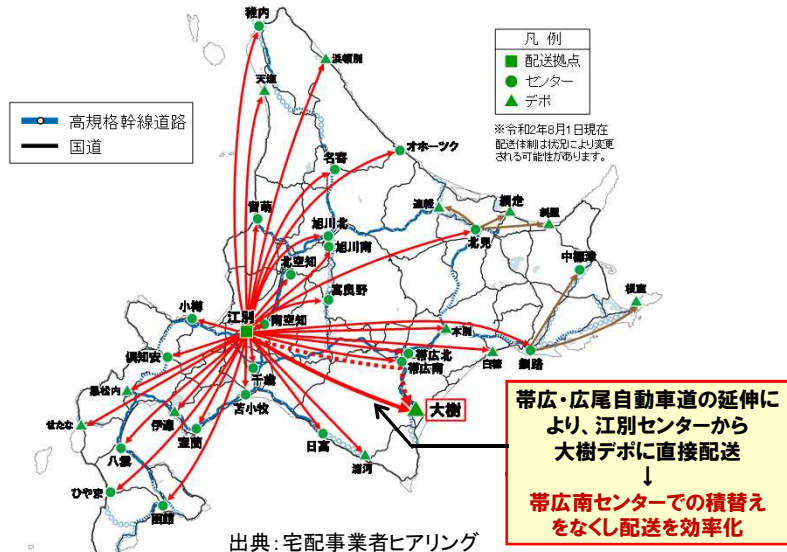 稚内
浜頓別
天塩
凡 例
配送拠点
センター
デポ
※令和2年8月1日現在
配送体制は状況により変更
される可能性があります。
高規格幹線道路
国道
オホーツク
名寄
遠軽
網走
斜里
北見
留萌
旭川北
旭川南
北空知
中標津
根室
富良野
小樽
江別
南空知
倶知安
本別
帯広北
帯広南
白糠
釧路
千歳
黒松内
苫小牧
大樹
せたな
伊達
室蘭
日高
浦河
八雲
ひやま
函館
帯広・広尾自動車道の延伸に
より、江別センターから
大樹デポに直接配送
↓
帯広南センターでの積替え
をなくし配送を効率化
出典：宅配事業者ヒアリング